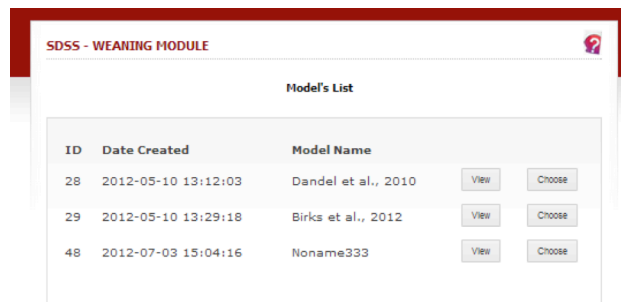 SDSS - WEANING MODULE
Model's List
ID Date Created Model Name
28 2012-05-10 13:12:03 Dandel et al., 2010 View Choose
29 2012-05-10 13:29:18 Birks et al., 2012 View Choose
48 2012-07-03 15:04:16 Noname333 View Choose